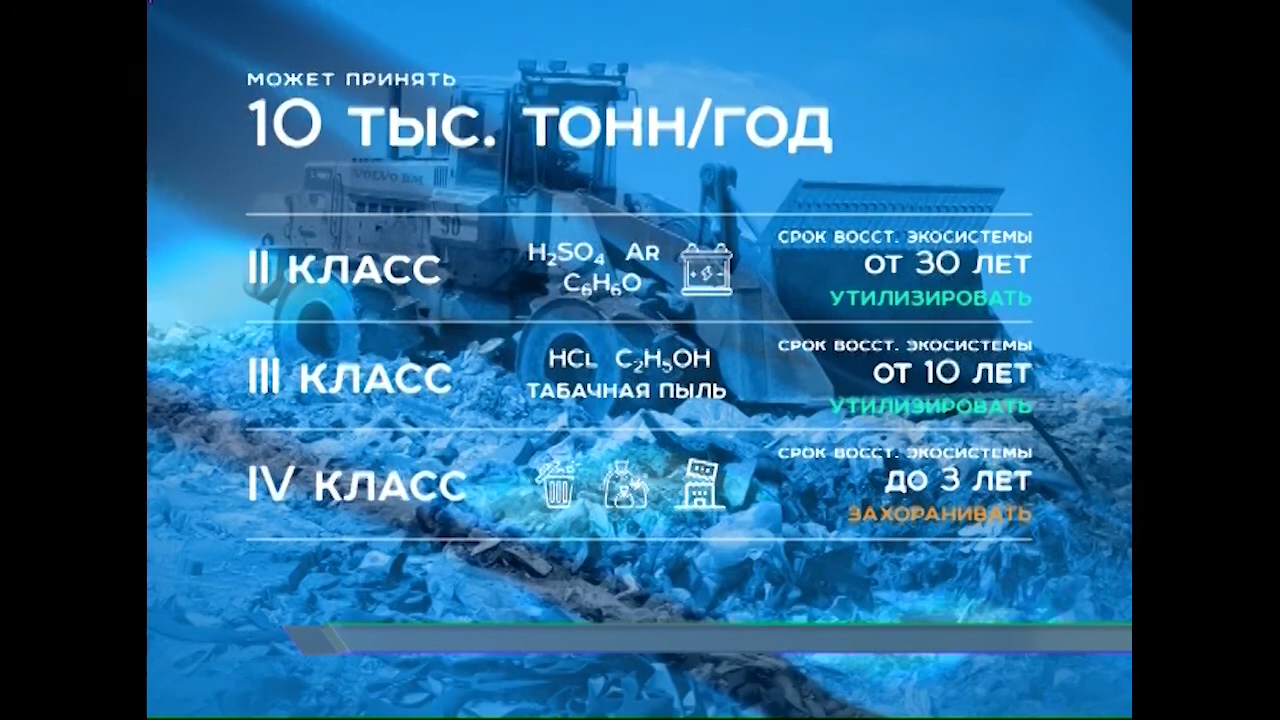 МОЖЕТ ПРИНЯТЬ
10 ТЫС. ТОНН/ГОД
VOLVO BM
II КЛАСС
H₂SO₄ Ar
C₆H₆O
СРОК ВОССТ. ЭКОСИСТЕМЫ
ОТ 30 ЛЕТ
УТИЛИЗИРОВАТЬ
III КЛАСС
HCL C₂H₅OH
ТАБАЧНАЯ ПЫЛЬ
СРОК ВОССТ. ЭКОСИСТЕМЫ
ОТ 10 ЛЕТ
УТИЛИЗИРОВАТЬ
IV КЛАСС
СРОК ВОССТ. ЭКОСИСТЕМЫ
ДО 3 ЛЕТ
ЗАХОРАНИВАТЬ